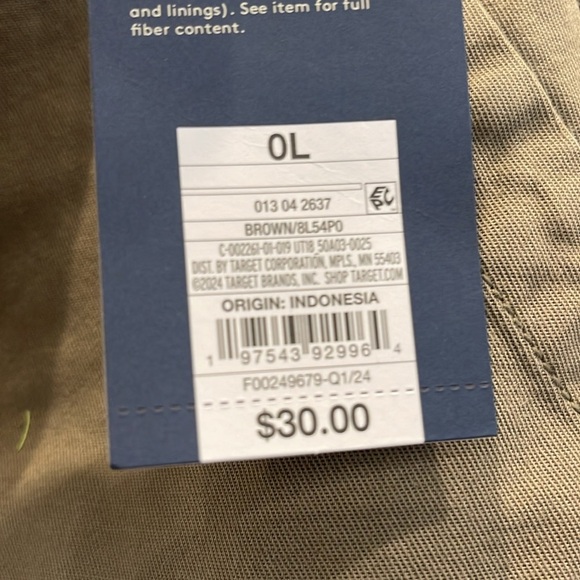 and linings). See item for full
fiber content.
0L
013 04 2637
BROWN/8L54P0
C-002261-01-019 UT18 50A03-0025
DIST. BY TARGET CORPORATION, MPLS., MN 55403
©2024 TARGET BRANDS, INC. SHOP TARGET.COM
ORIGIN: INDONESIA
1 97543 92996 4
F00249679-Q1/24
$30.00